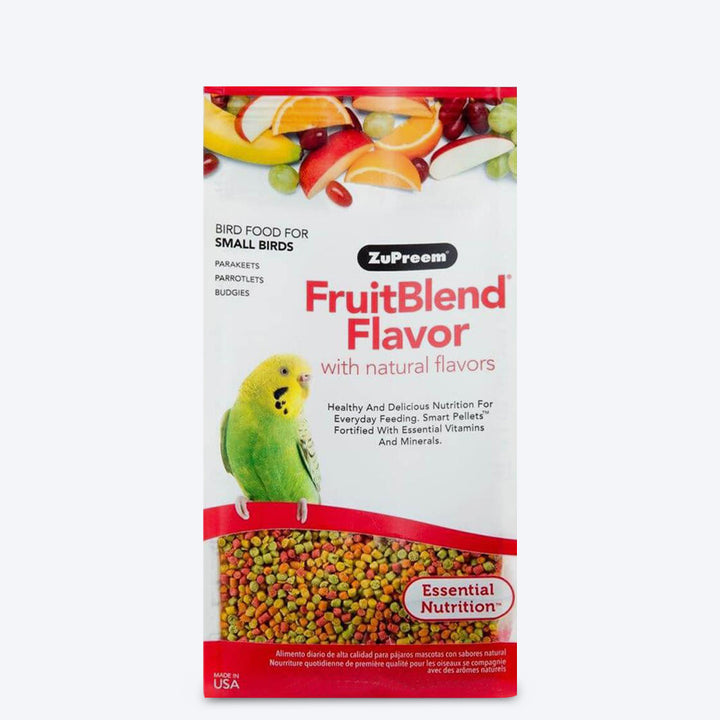 BIRD FOOD FOR
SMALL BIRDS
PARAKEETS
PARROTLETS
BUDGIES
ZuPreem®
FruitBlend®
Flavor
with natural flavors
Healthy And Delicious Nutrition For
Everyday Feeding. Smart Pellets™
Fortified With Essential Vitamins
And Minerals.
Essential
Nutrition™
Alimento diario de alta calidad para pájaros mascotas con sabores natural
Nourriture quotidienne de première qualité pour les oiseaux se compagnie
avec des arômes naturels
MADE IN
USA